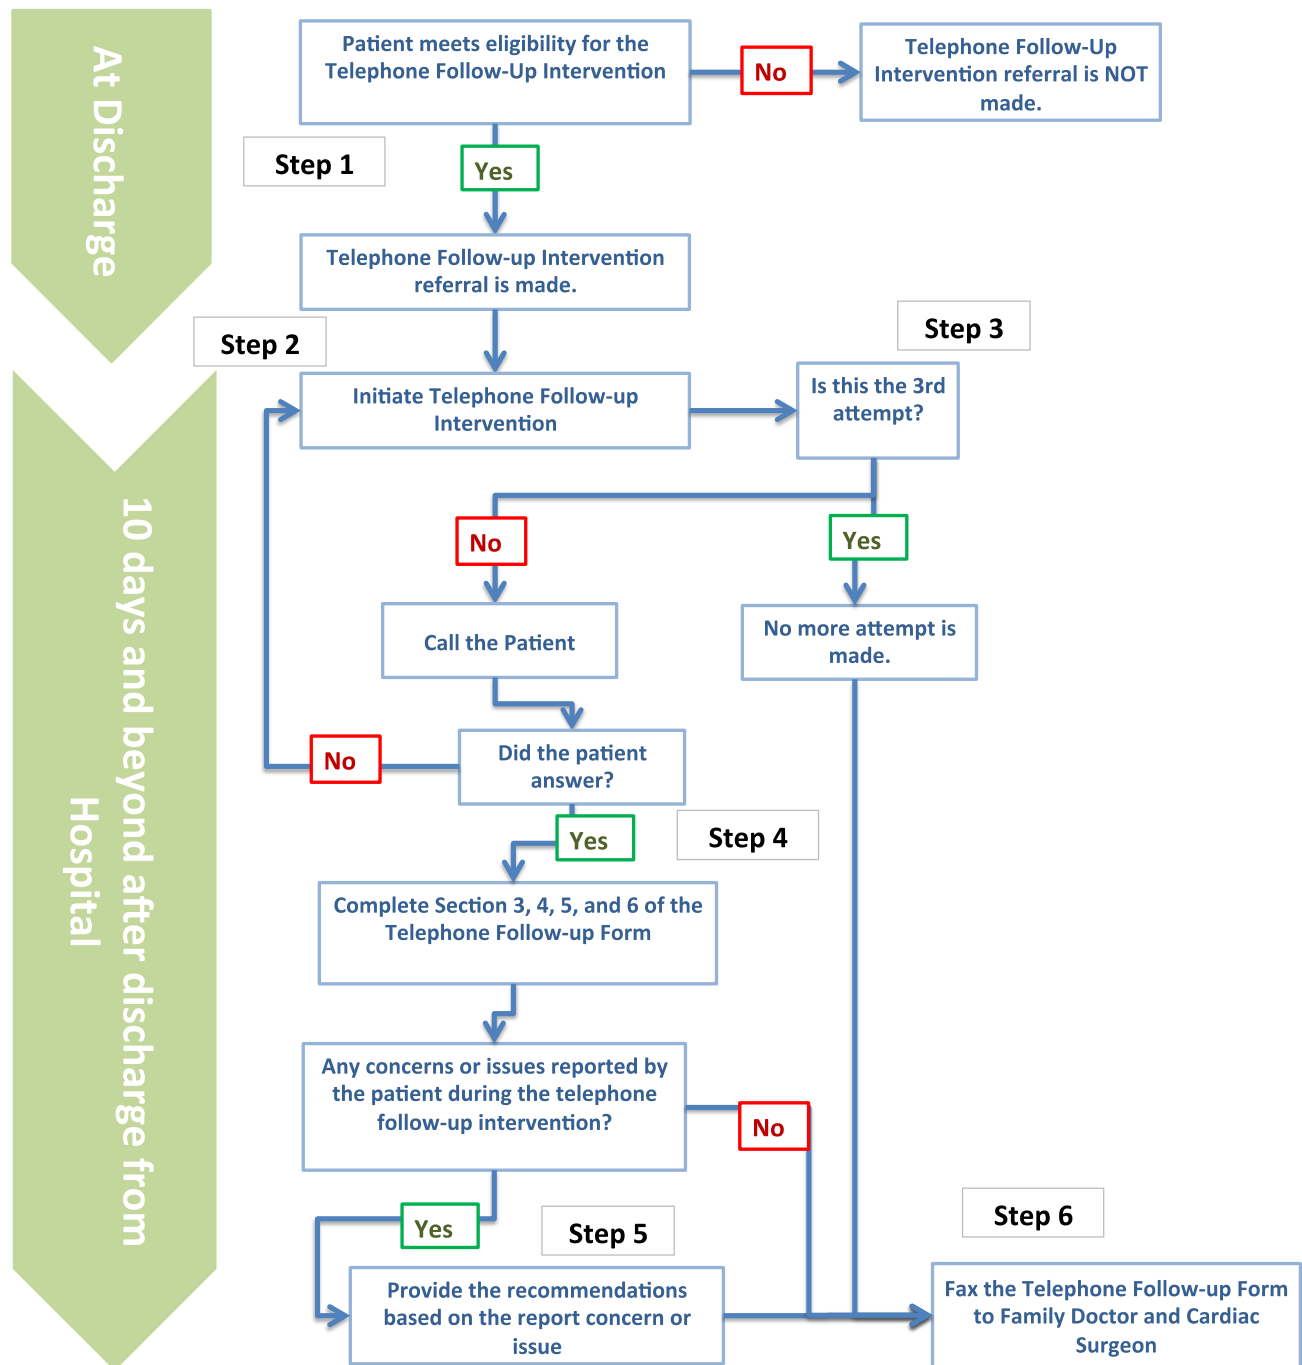 At Discharge
Patient meets eligibility for the
Telephone Follow-Up Intervention
No
Telephone Follow-Up
Intervention referral is NOT
made.
Step 1
Yes
Telephone Follow-up Intervention
referral is made.
Step 2
Step 3
Initiate Telephone Follow-up
Intervention
Is this the 3rd
attempt?
10 days and beyond after discharge from
Hospital
No
Yes
Call the Patient
No more attempt is
made.
Did the patient
answer?
No
Yes
Step 4
Complete Section 3, 4, 5, and 6 of the
Telephone Follow-up Form
Any concerns or issues reported by
the patient during the telephone
follow-up intervention?
No
Yes
Step 5
Step 6
Provide the recommendations
based on the report concern or
issue
Fax the Telephone Follow-up Form
to Family Doctor and Cardiac
Surgeon